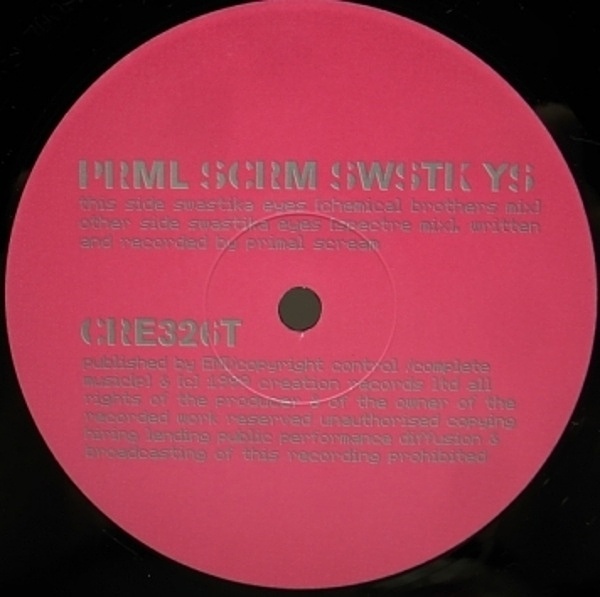 PRML SCRM SWSTIK YS
this side swastika eyes (chemical brothers mix)
other side swastika eyes (spectre mix). written
and recorded by primal scream
CRE326T
published by EMI/copyright control /complete
music(p) & (c) 1999 creation records ltd all
rights of the producer & of the owner of the
recorded work reserved unauthorised copying
hiring lending public performance diffusion &
broadcasting of this recording prohibited